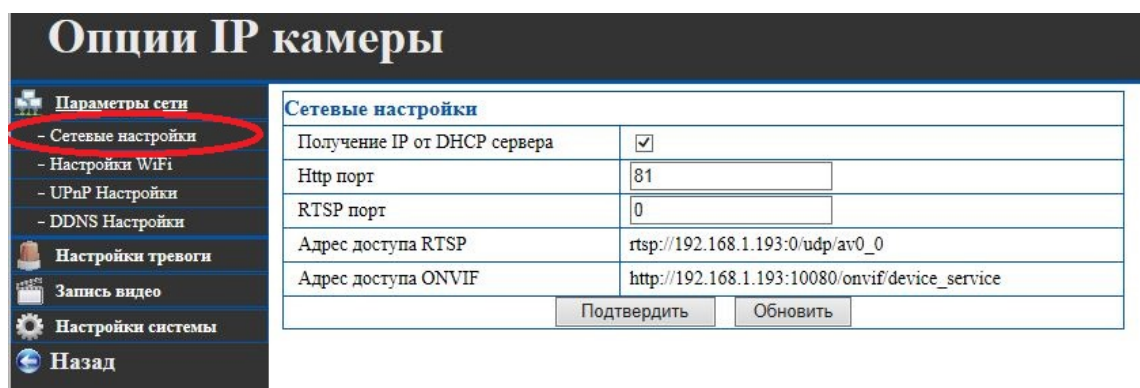 Опции IP камеры
Параметры сети
- Сетевые настройки
- Настройки WiFi
- UPnP Настройки
- DDNS Настройки
Настройки тревоги
Запись видео
Настройки системы
Назад
Сетевые настройки
Получение IP от DHCP сервера
Http порт 81
RTSP порт 0
Адрес доступа RTSP rtsp://192.168.1.193:0/udp/av0_0
Адрес доступа ONVIF http://192.168.1.193:10080/onvif/device_service
Подтвердить Обновить